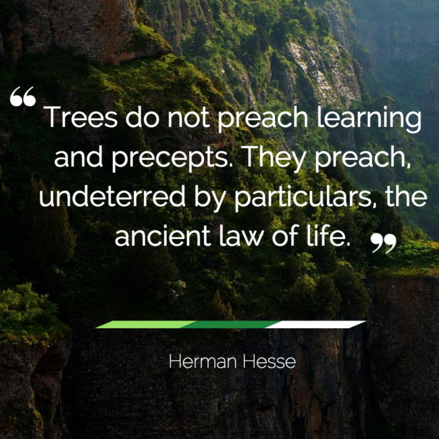 “ Trees do not preach learning
and precepts. They preach,
undeterred by particulars, the
ancient law of life. ”
Herman Hesse